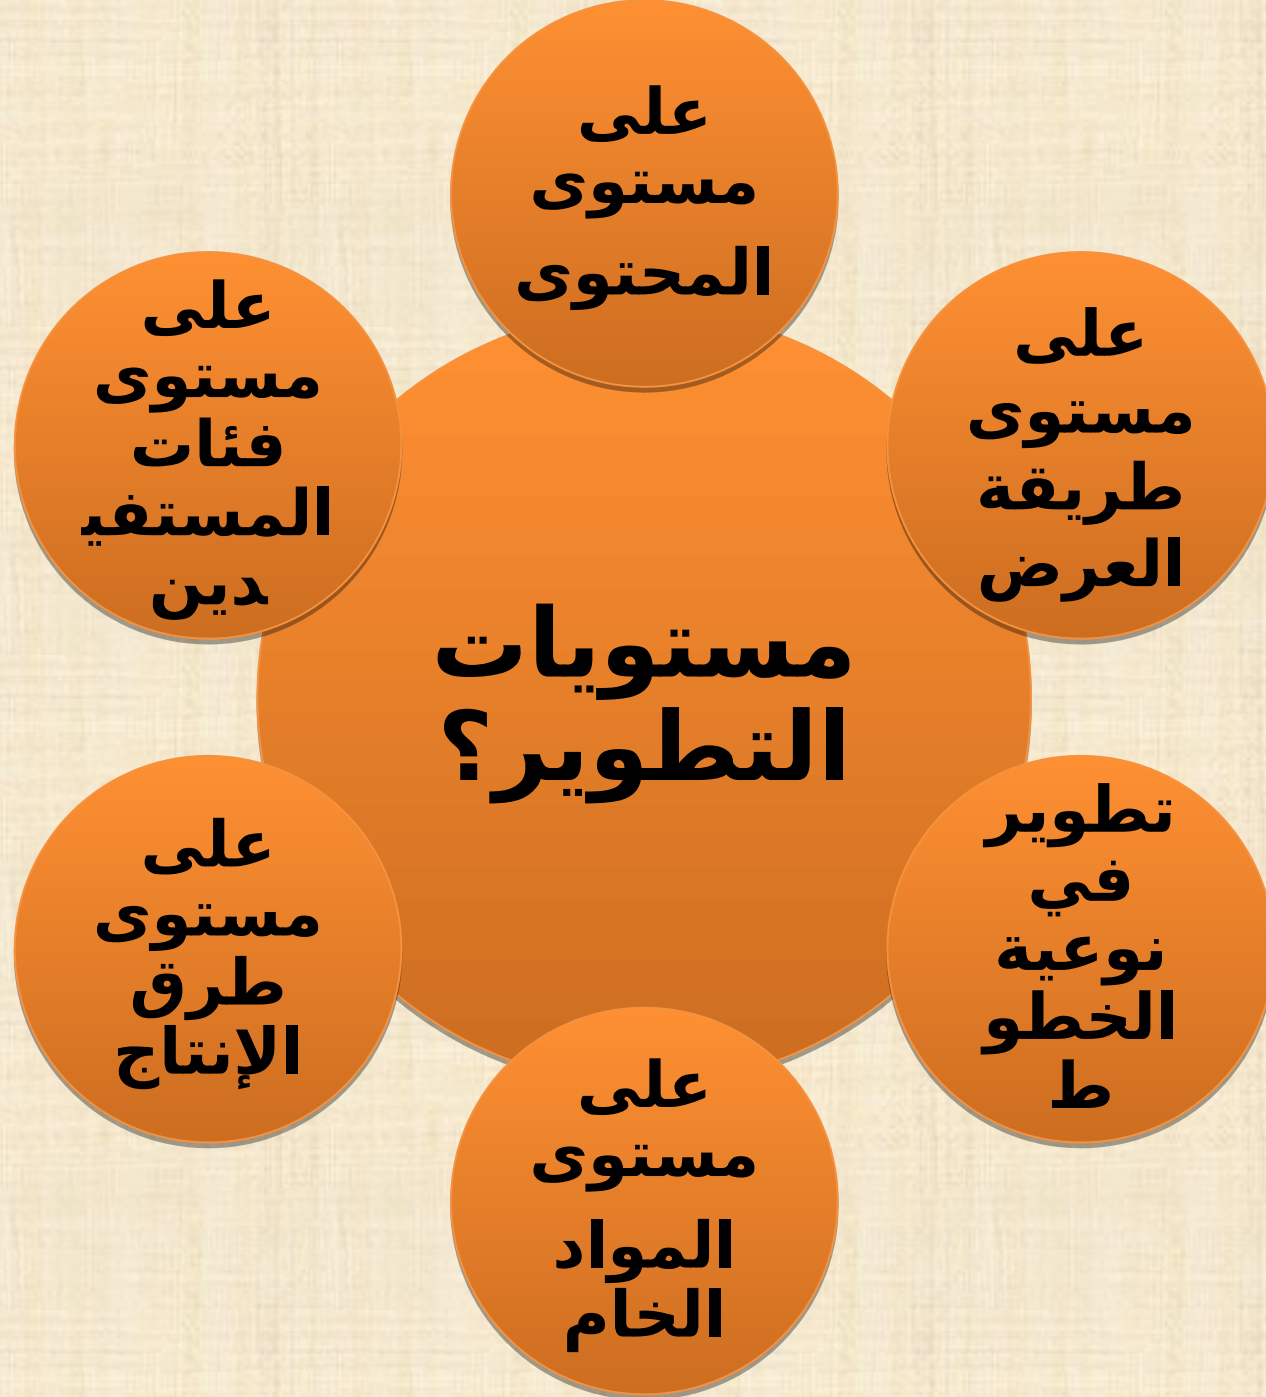 على
مستوى
المحتوى
على
مستوى
طريقة
العرض
تطوير
في
نوعية
الخطو
ط
على
مستوى
المواد
الخام
على
مستوى
طرق
الإنتاج
على
مستوى
فئات
المستفي
دين
مستويات
التطوير؟